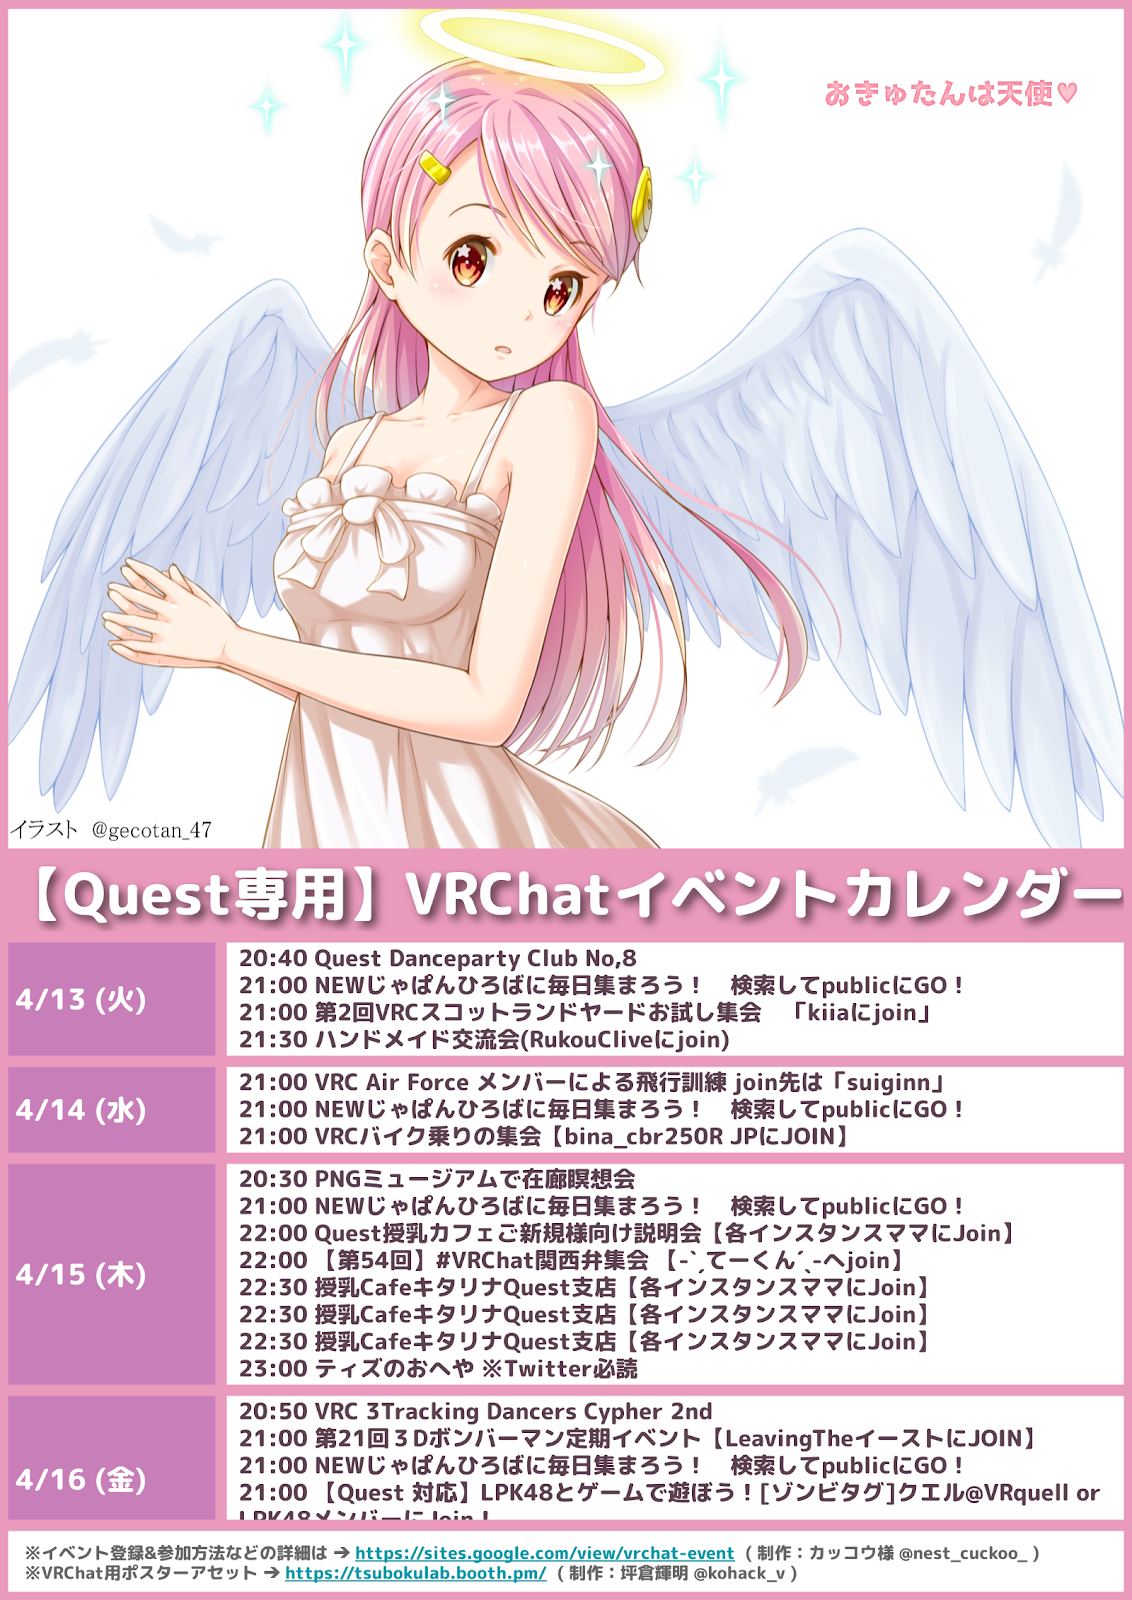 おきゅたんは天使♥
イラスト @gecotan_47
【Quest専用】VRChatイベントカレンダー
4/13 (火)
20:40 Quest Danceparty Club No,8
21:00 NEWじゃぱんひろばに毎日集まろう！　検索してpublicにGO！
21:00 第2回VRCスコットランドヤードお試し集会　「kiiaにjoin」
21:30 ハンドメイド交流会(RukouCliveにjoin)
4/14 (水)
21:00 VRC Air Force メンバーによる飛行訓練 join先は「suiginn」
21:00 NEWじゃぱんひろばに毎日集まろう！　検索してpublicにGO！
21:00 VRCバイク乗りの集会【bina_cbr250R JPにJOIN】
4/15 (木)
20:30 PNGミュージアムで在廊瞑想会
21:00 NEWじゃぱんひろばに毎日集まろう！　検索してpublicにGO！
22:00 Quest授乳カフェご新規様向け説明会【各インスタンスママにJoin】
22:00 【第54回】#VRChat関西弁集会 【-`ˏてーくん´ˎ-へjoin】
22:30 授乳CafeキタリナQuest支店【各インスタンスママにJoin】
22:30 授乳CafeキタリナQuest支店【各インスタンスママにJoin】
22:30 授乳CafeキタリナQuest支店【各インスタンスママにJoin】
23:00 ティズのおへや ※Twitter必読
4/16 (金)
20:50 VRC 3Tracking Dancers Cypher 2nd
21:00 第21回３Dボンバーマン定期イベント【LeavingTheイーストにJOIN】
21:00 NEWじゃぱんひろばに毎日集まろう！　検索してpublicにGO！
21:00 【Quest 対応】LPK48とゲームで遊ぼう！[ゾンビタグ]クエル@VRquell or
LPK48メンバーにJoin！
※イベント登録&参加方法などの詳細は ➔ https://sites.google.com/view/vrchat-event ( 制作：カッコウ様 @nest_cuckoo_ )
※VRChat用ポスターアセット ➔ https://tsubokulab.booth.pm/ ( 制作：坪倉輝明 @kohack_v )